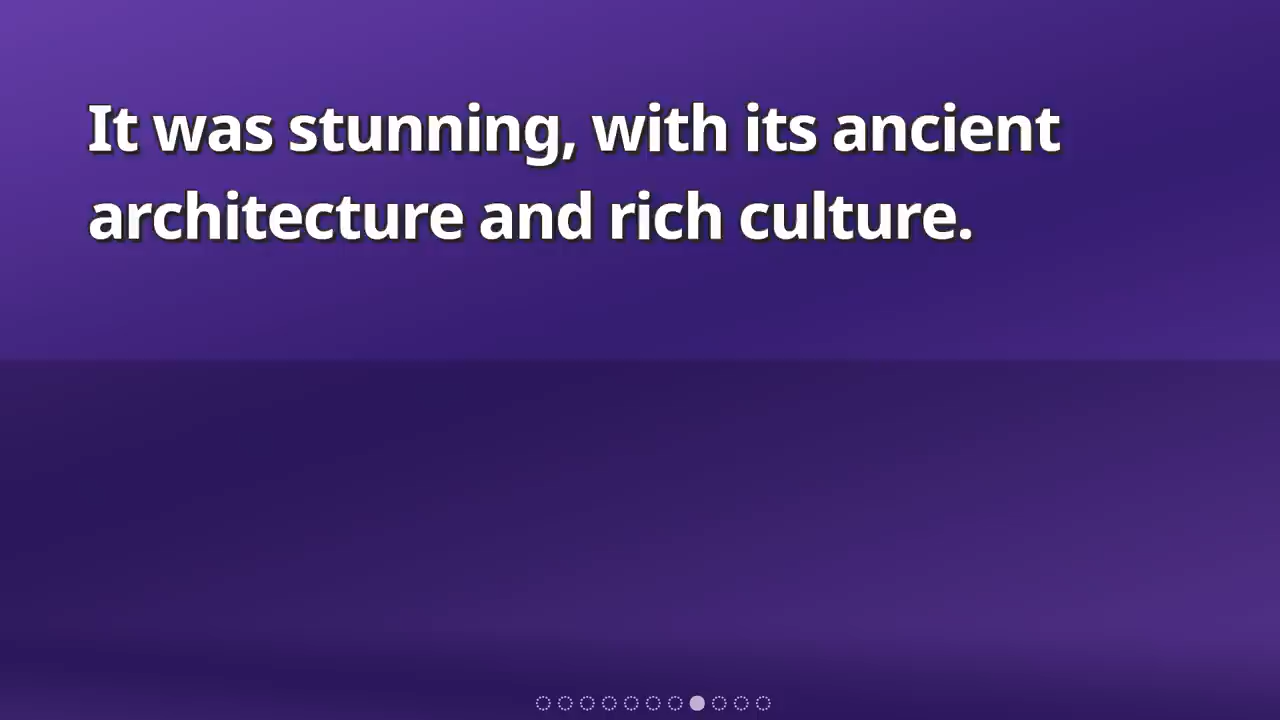 It was stunning, with its ancient
architecture and rich culture.